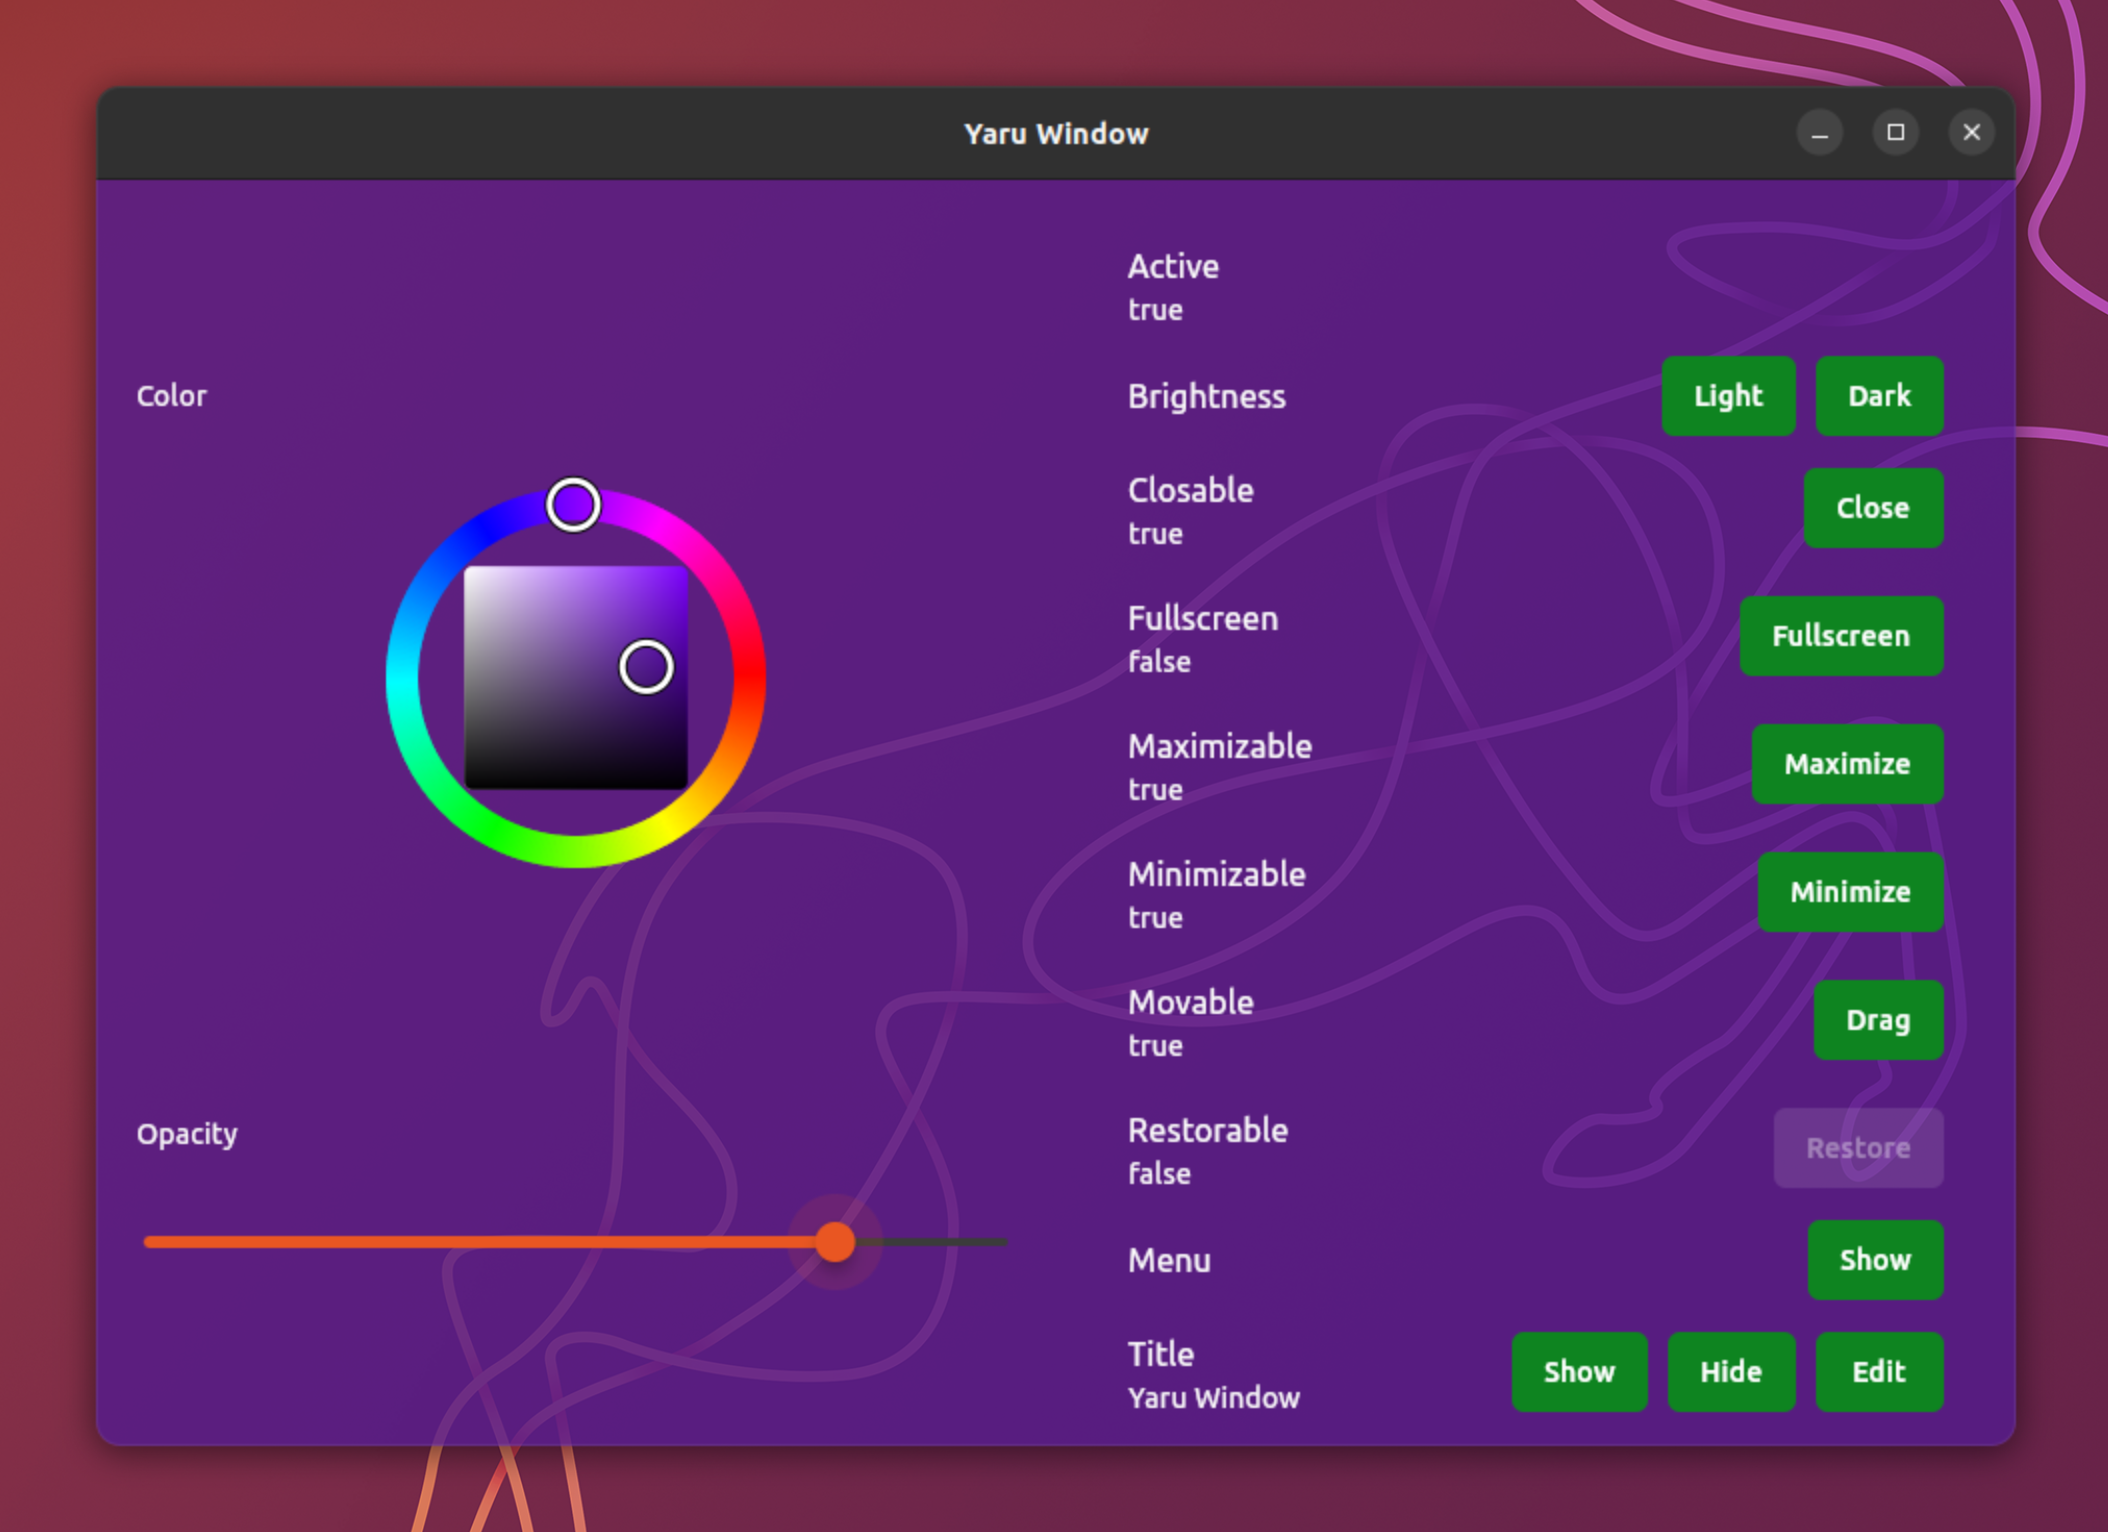 Yaru Window
Color
Opacity
Active
true
Brightness
Light Dark
Closable
true
Close
Fullscreen
false
Fullscreen
Maximizable
true
Maximize
Minimizable
true
Minimize
Movable
true
Drag
Restorable
false
Restore
Menu
Show
Title
Yaru Window
Show Hide Edit